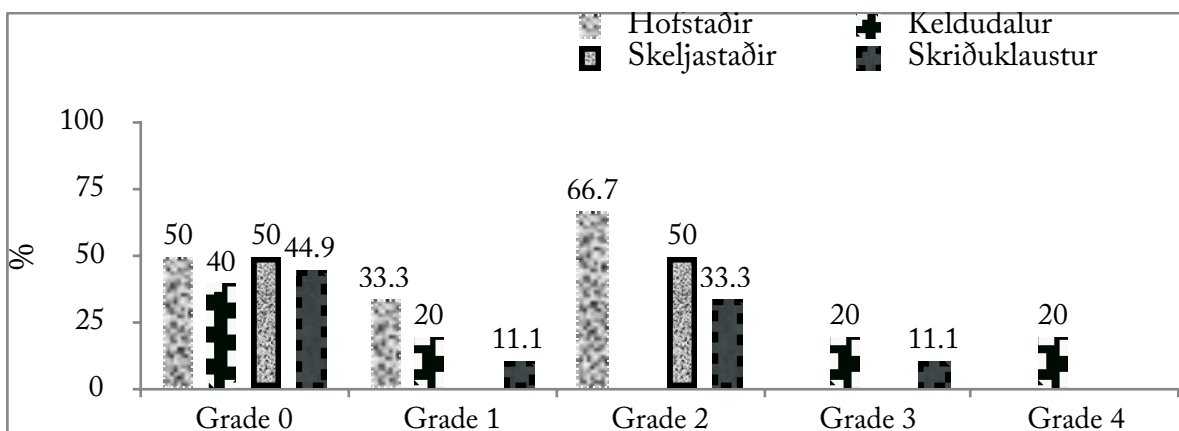 Hofstaðir Keldudalur
Skeljastaðir Skriðuklaustur
100
75
50
25
0
%
50 40 50 44.9
33.3 20 11.1
66.7 50 33.3
20 11.1
20
Grade 0 Grade 1 Grade 2 Grade 3 Grade 4